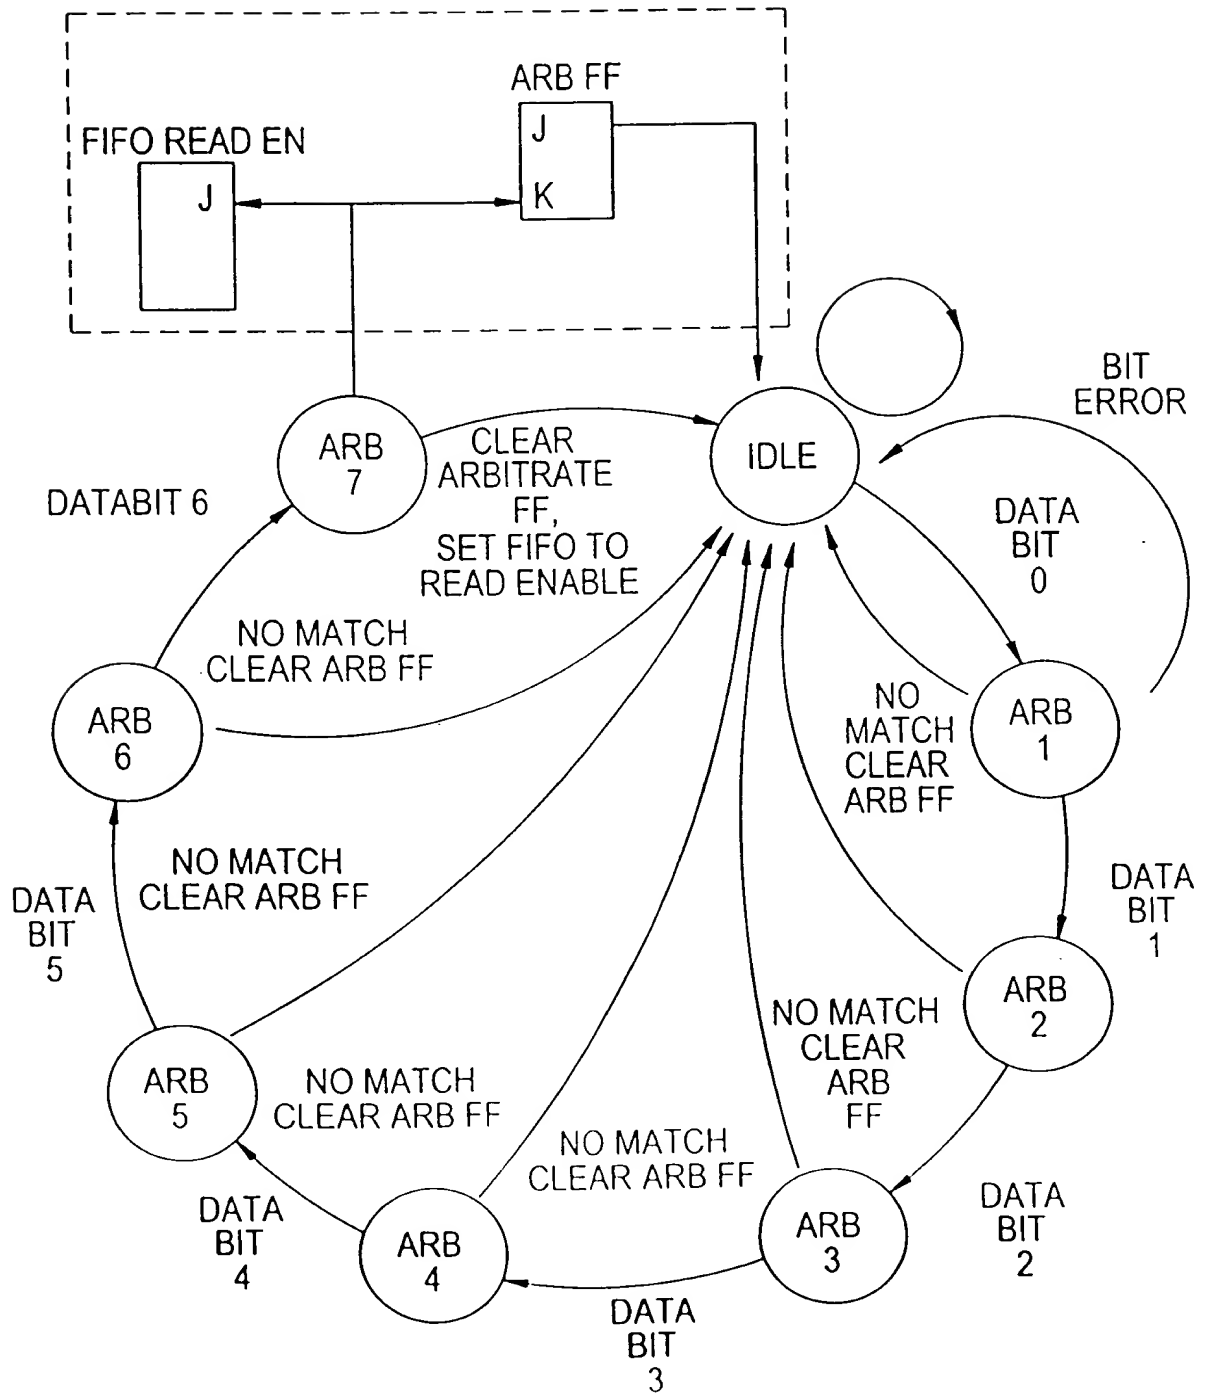 ARB FF
J
K
FIFO READ EN
J
BIT
ERROR
ARB
7
CLEAR
ARBITRATE
FF,
SET FIFO TO
READ ENABLE
IDLE
DATABIT 6
DATA
BIT
0
NO MATCH
CLEAR ARB FF
ARB
6
NO
MATCH
CLEAR
ARB FF
ARB
1
NO MATCH
CLEAR ARB FF
DATA
BIT
5
DATA
BIT
1
ARB
2
NO MATCH
CLEAR
ARB
FF
ARB
5
NO MATCH
CLEAR ARB FF
NO MATCH
CLEAR ARB FF
DATA
BIT
4
ARB
4
ARB
3
DATA
BIT
2
DATA
BIT
3